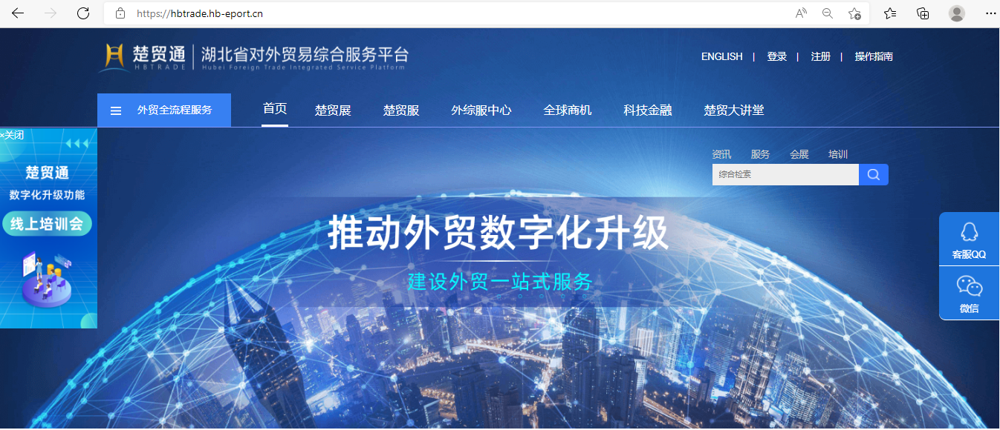 https://hbtrade.hb-eport.cn
楚贸通 | 湖北省对外贸易综合服务平台
HBTRADE Hubei Foreign Trade Integrated Service Platform
ENGLISH | 登录 | 注册 | 操作指南
外贸全流程服务 首页 楚贸展 楚贸服 外综服中心 全球商机 科技金融 楚贸大讲堂
×关闭
楚贸通
数字化升级功能
线上培训会
资讯 服务 会展 培训
综合检索
推动外贸数字化升级
建设外贸一站式服务
客服QQ
微信